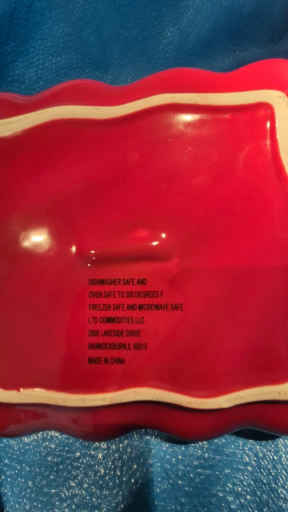 DISHWASHER SAFE AND
OVEN SAFE TO DEGREES F
FREEZER SAFE AND MICROWAVE SAFE
LTD COMMODITIES LLC
2800 LAKESIDE DRIVE
BANNOCKBURN, IL 60015
MADE IN CHINA